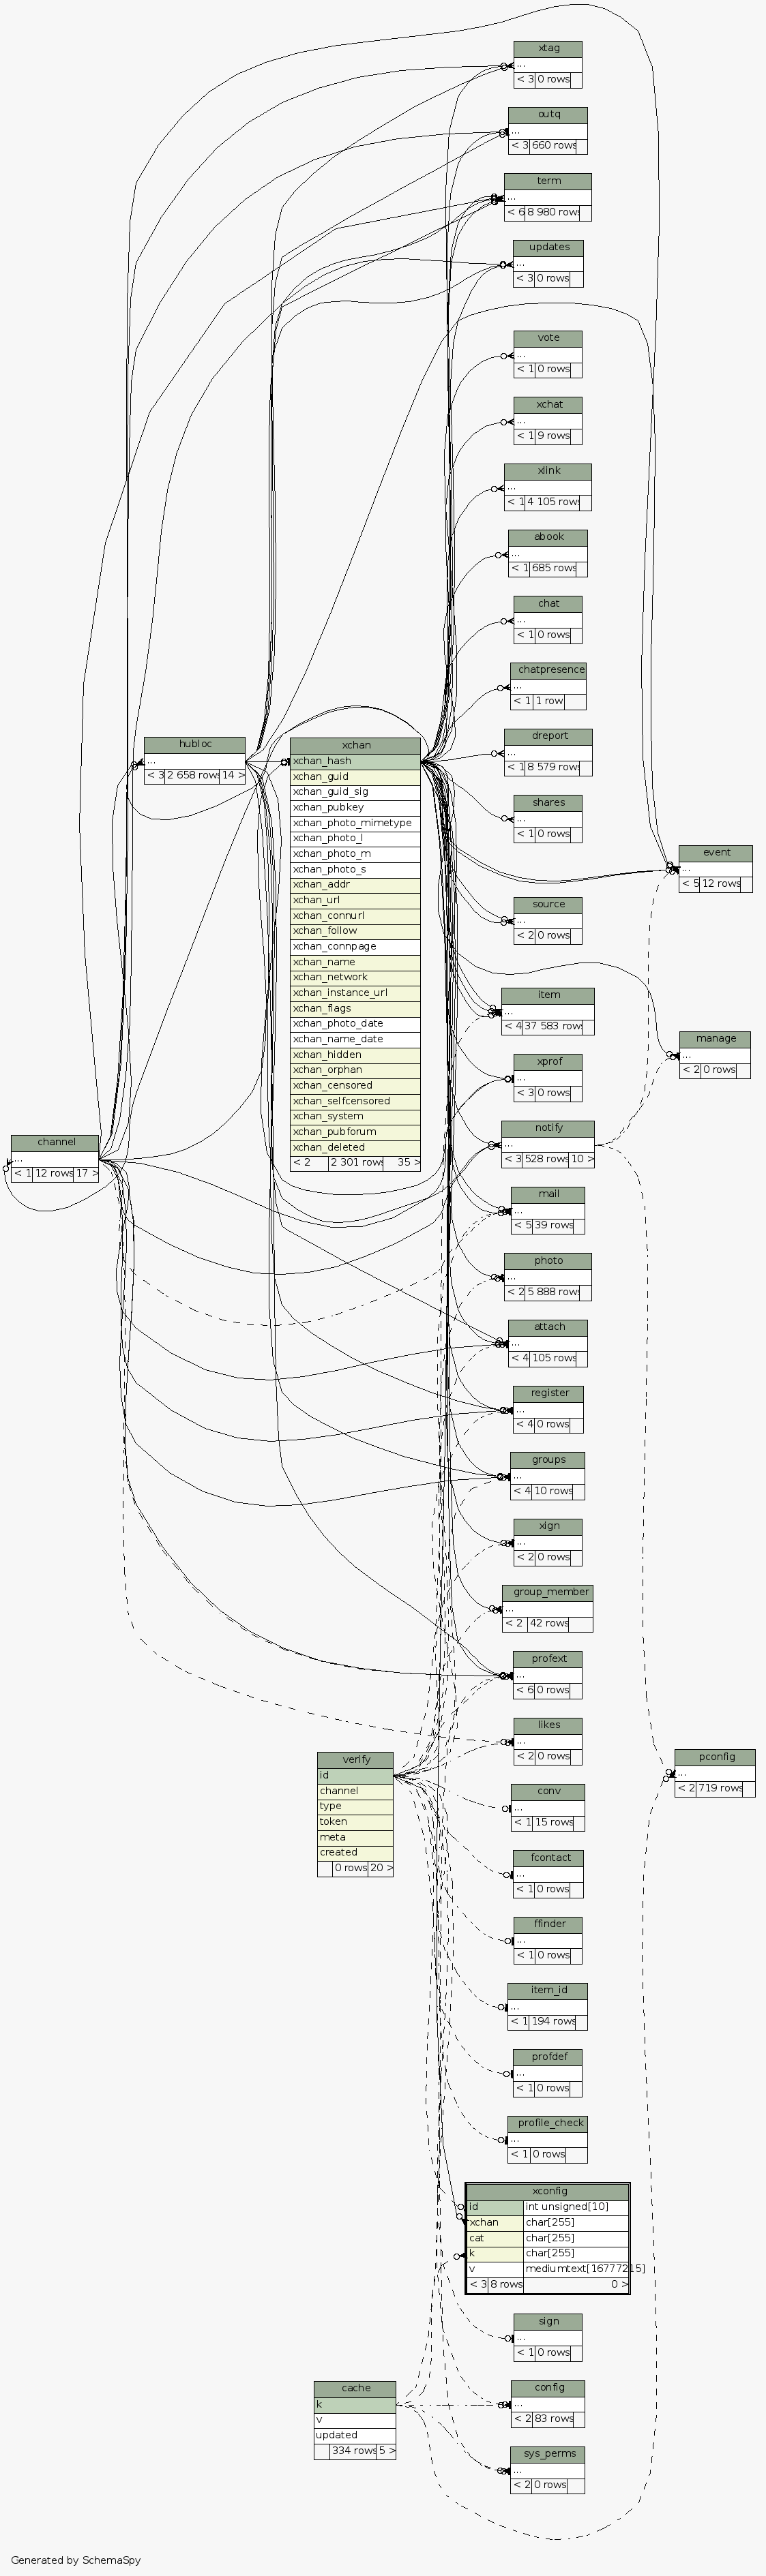 xtag
...
< 3 0 rows
outq
...
< 3 660 rows
term
...
< 6 8 980 rows
updates
...
< 3 0 rows
vote
...
< 1 0 rows
xchat
...
< 1 9 rows
xlink
...
< 1 4 105 rows
abook
...
< 1 685 rows
chat
...
< 1 0 rows
chatpresence
...
< 1 1 row
dreport
...
< 1 8 579 rows
shares
...
< 1 0 rows
hubloc
...
< 3 2 658 rows 14 >
xchan
xchan_hash
xchan_guid
xchan_guid_sig
xchan_pubkey
xchan_photo_mimetype
xchan_photo_l
xchan_photo_m
xchan_photo_s
xchan_addr
xchan_url
xchan_connurl
xchan_follow
xchan_connpage
xchan_name
xchan_network
xchan_instance_url
xchan_flags
xchan_photo_date
xchan_name_date
xchan_hidden
xchan_orphan
xchan_censored
xchan_selfcensored
xchan_system
xchan_pubforum
xchan_deleted
< 2 2 301 rows 35 >
event
...
< 5 12 rows
source
...
< 2 0 rows
item
...
< 4 37 583 rows
manage
...
< 2 0 rows
xprof
...
< 3 0 rows
notify
...
< 3 528 rows 10 >
channel
...
< 1 12 rows 17 >
mail
...
< 5 39 rows
photo
...
< 2 5 888 rows
attach
...
< 4 105 rows
register
...
< 4 0 rows
groups
...
< 4 10 rows
xign
...
< 2 0 rows
group_member
...
< 2 42 rows
profext
...
< 6 0 rows
likes
...
< 2 0 rows
verify
id
channel
type
token
meta
created
0 rows 20 >
pconfig
...
< 2 719 rows
conv
...
< 1 15 rows
fcontact
...
< 1 0 rows
ffinder
...
< 1 0 rows
item_id
...
< 1 194 rows
profdef
...
< 1 0 rows
profile_check
...
< 1 0 rows
xconfig
id int unsigned[10]
xchan char[255]
cat char[255]
k char[255]
v mediumtext[16777215]
< 3 8 rows 0 >
sign
...
< 1 0 rows
cache
k
v
updated
334 rows 5 >
config
...
< 2 83 rows
sys_perms
...
< 2 0 rows
Generated by SchemaSpy